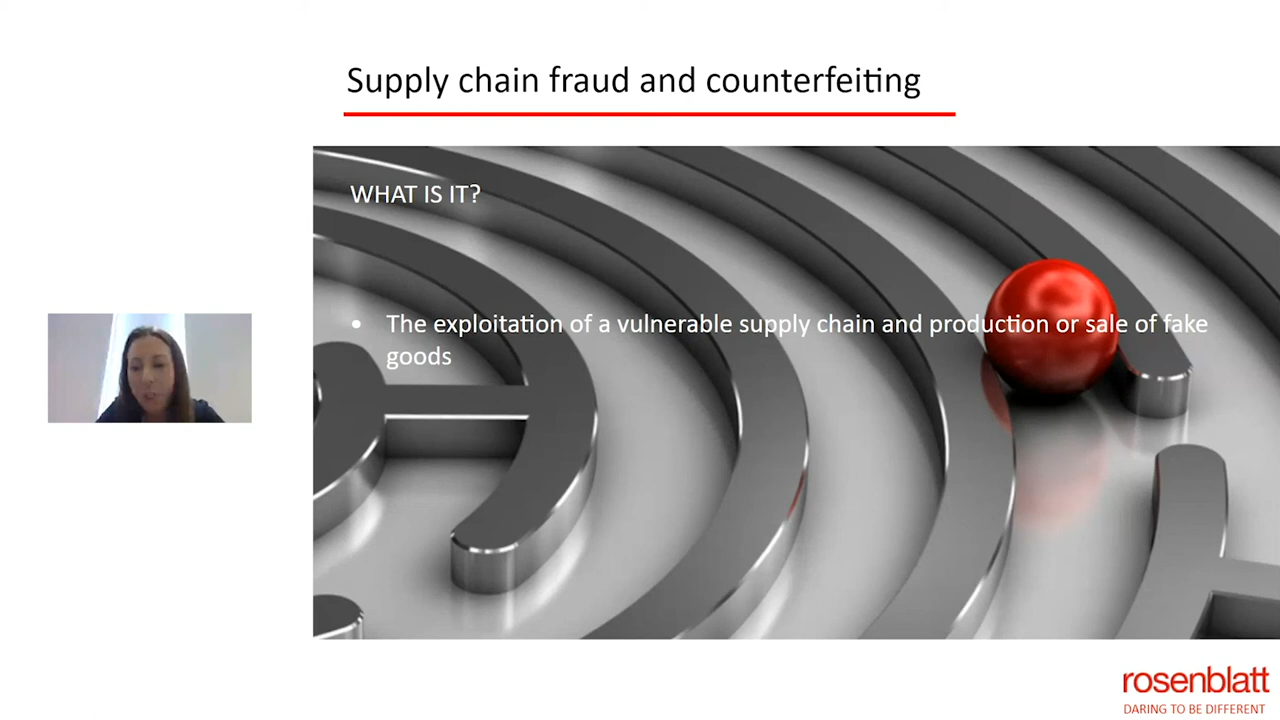 Supply chain fraud and counterfeiting
WHAT IS IT?
• The exploitation of a vulnerable supply chain and production or sale of fake
goods
rosenblatt
DARING TO BE DIFFERENT